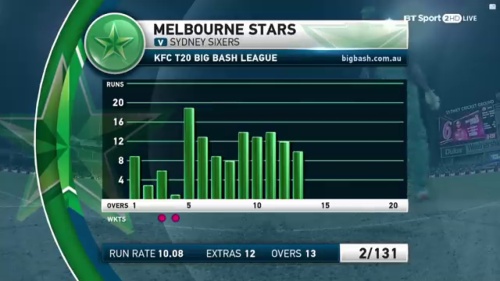 BT Sport 2HD LIVE
MELBOURNE STARS
V SYDNEY SIXERS
KFC T20 BIG BASH LEAGUE bigbash.com.au
RUNS
20
16
12
8
4
OVERS 1 5 10 15 20
WKTS
RUN RATE 10.08 EXTRAS 12 OVERS 13 2/131